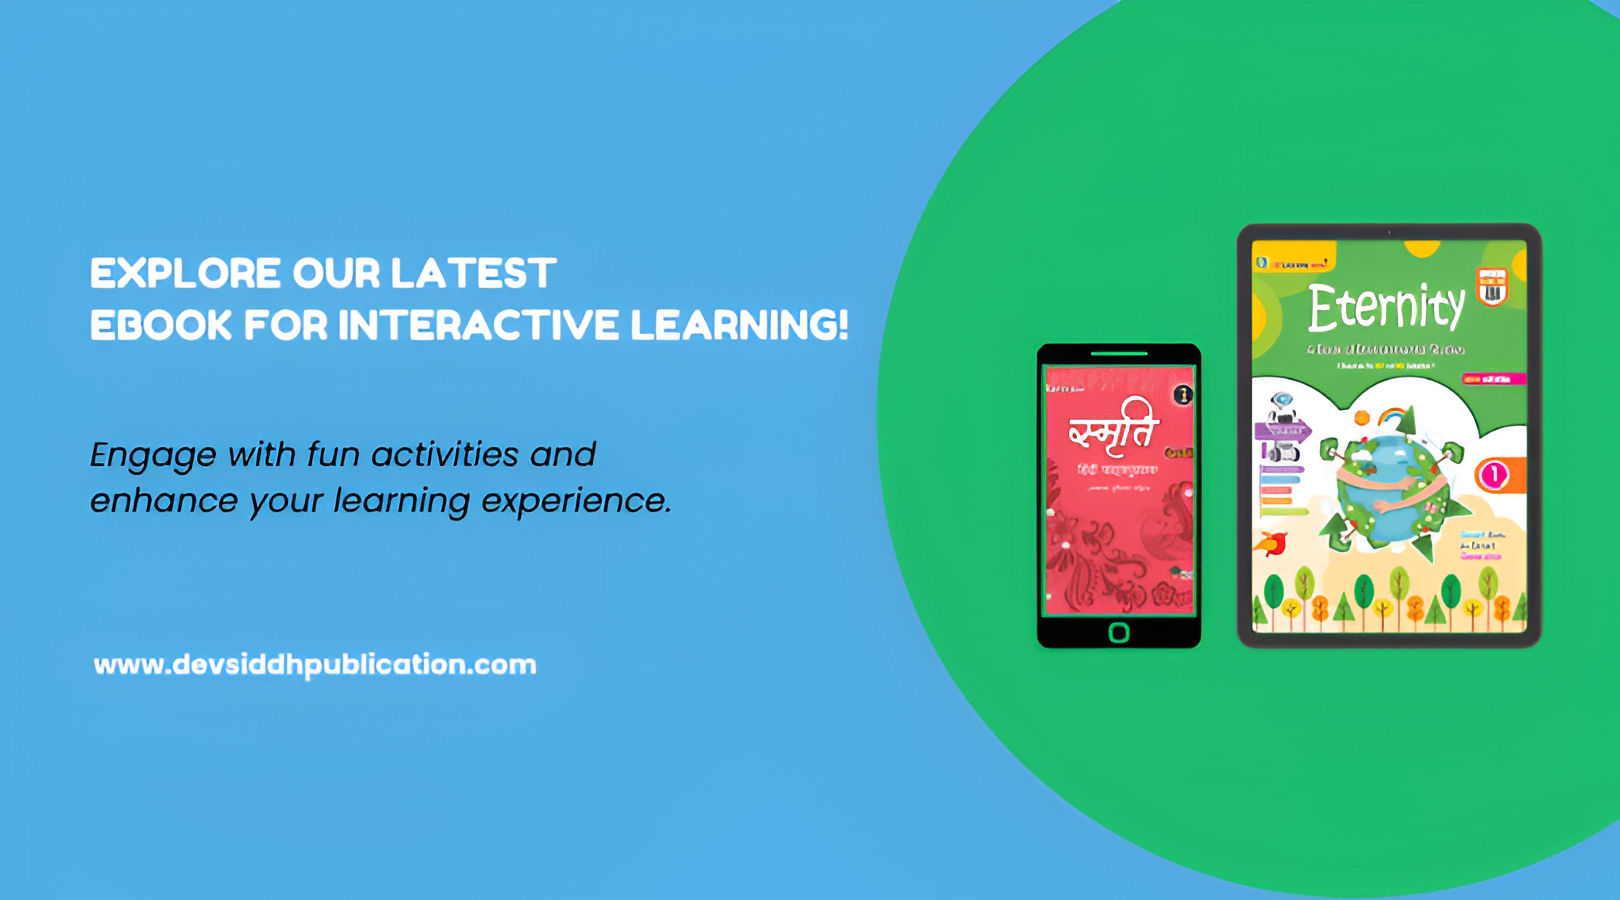 EXPLORE OUR LATEST
EBOOK FOR INTERACTIVE LEARNING!
Engage with fun activities and
enhance your learning experience.
www.devsiddhpublication.com
1
स्मृति
Eternity
1